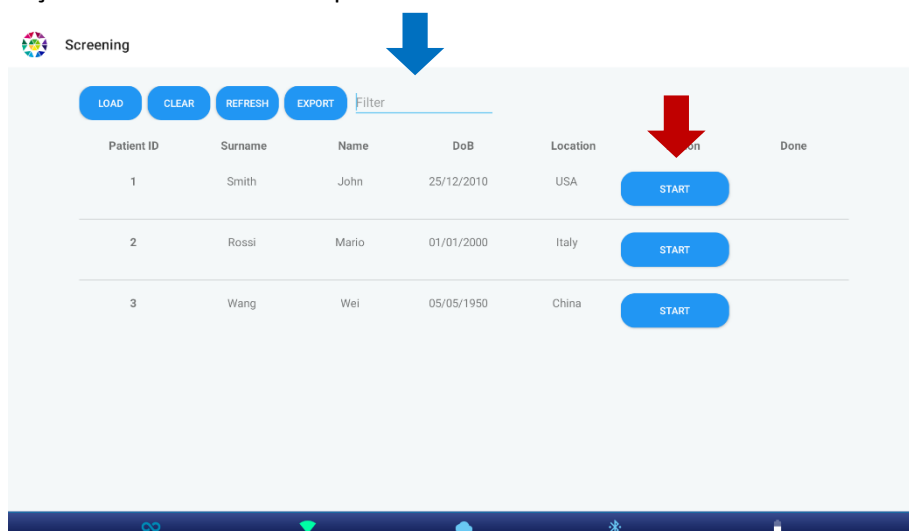 Screening
LOAD CLEAR REFRESH EXPORT Filter
Patient ID Surname Name DoB Location Done
1 Smith John 25/12/2010 USA START
2 Rossi Mario 01/01/2000 Italy START
3 Wang Wei 05/05/1950 China START